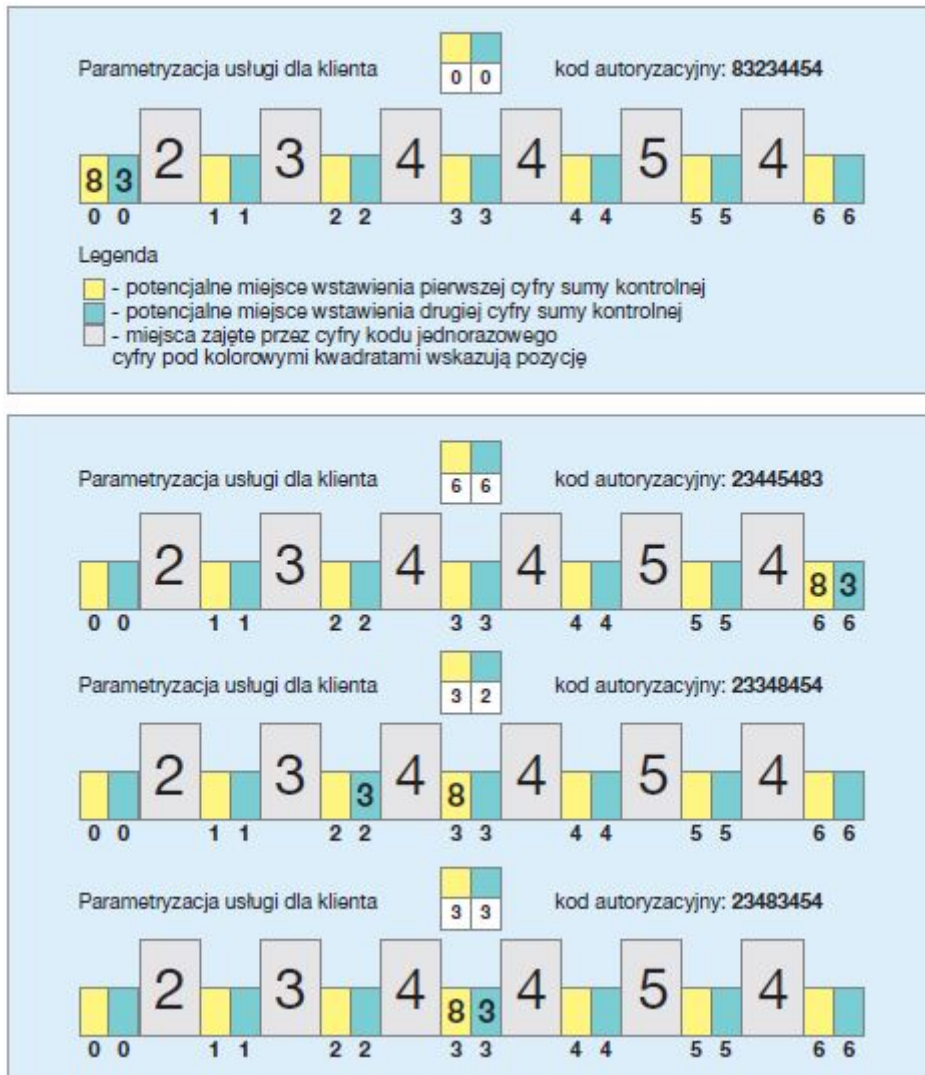 Parametryzacja usługi dla klienta 0 0 kod autoryzacyjny: 83234454
8 3 2 3 4 4 5 4
0 0 1 1 2 2 3 3 4 4 5 5 6 6
Legenda
- potencjalne miejsce wstawienia pierwszej cyfry sumy kontrolnej
- potencjalne miejsce wstawienia drugiej cyfry sumy kontrolnej
- miejsca zajęte przez cyfry kodu jednorazowego
cyfry pod kolorowymi kwadratami wskazują pozycję
Parametryzacja usługi dla klienta 6 6 kod autoryzacyjny: 23445483
2 3 4 4 5 4 8 3
0 0 1 1 2 2 3 3 4 4 5 5 6 6
Parametryzacja usługi dla klienta 3 2 kod autoryzacyjny: 23348454
2 3 3 4 8 4 5 4
0 0 1 1 2 2 3 3 4 4 5 5 6 6
Parametryzacja usługi dla klienta 3 3 kod autoryzacyjny: 23483454
2 3 4 8 3 4 5 4
0 0 1 1 2 2 3 3 4 4 5 5 6 6